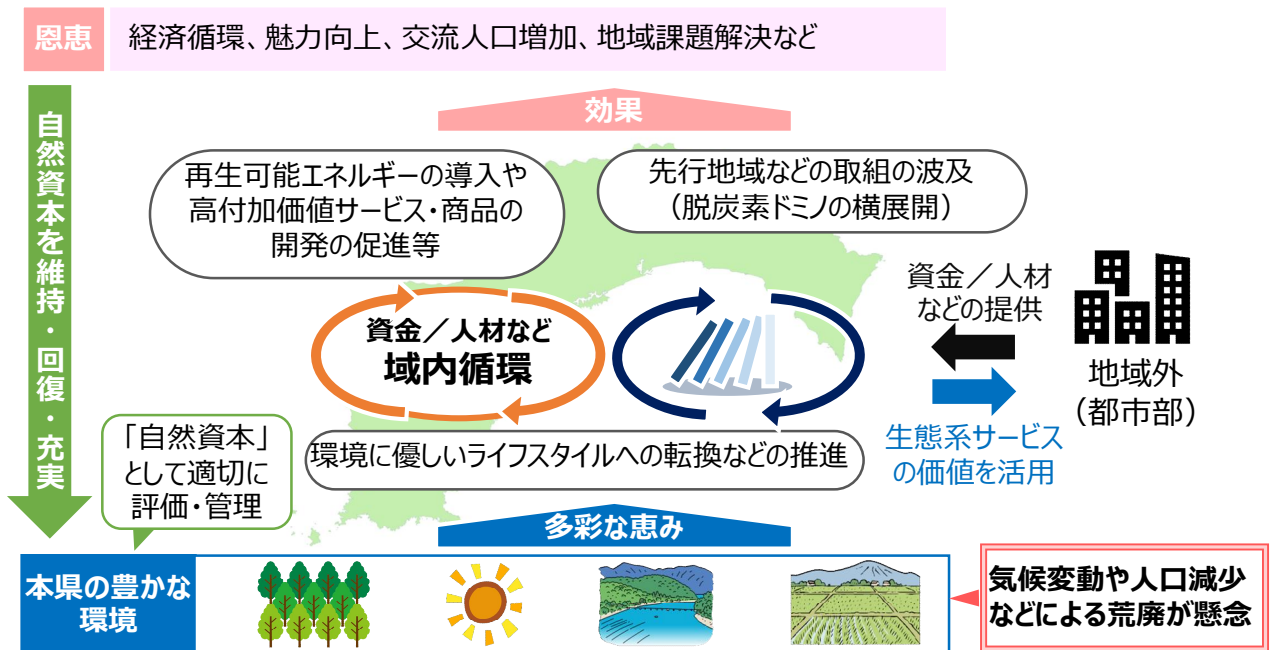 恩恵
経済循環、魅力向上、交流人口増加、地域課題解決など
効果
自然資本を維持・回復・充実
再生可能エネルギーの導入や
高付加価値サービス・商品の
開発の促進等
先行地域などの取組の波及
（脱炭素ドミノの横展開）
資金／人材など
域内循環
資金／人材
などの提供
地域外
（都市部）
生態系サービス
の価値を活用
環境に優しいライフスタイルへの転換などの推進
「自然資本」
として適切に
評価・管理
多彩な恵み
本県の豊かな
環境
気候変動や人口減少
などによる荒廃が懸念